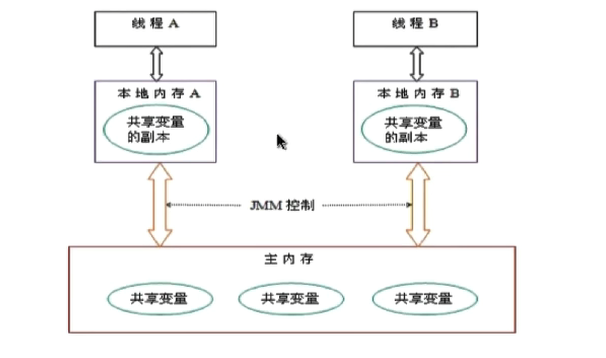 线程 A
线程 B
本地内存 A
本地内存 B
共享变量
的副本
共享变量
的副本
JMM 控制
主内存
共享变量
共享变量
共享变量